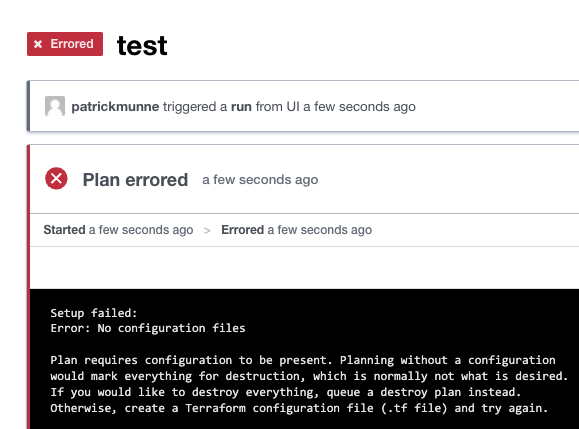 × Errored test
patrickmunne triggered a run from UI a few seconds ago
Plan errored a few seconds ago
Started a few seconds ago > Errored a few seconds ago
Setup failed:
Error: No configuration files
Plan requires configuration to be present. Planning without a configuration
would mark everything for destruction, which is normally not what is desired.
If you would like to destroy everything, queue a destroy plan instead.
Otherwise, create a Terraform configuration file (.tf file) and try again.